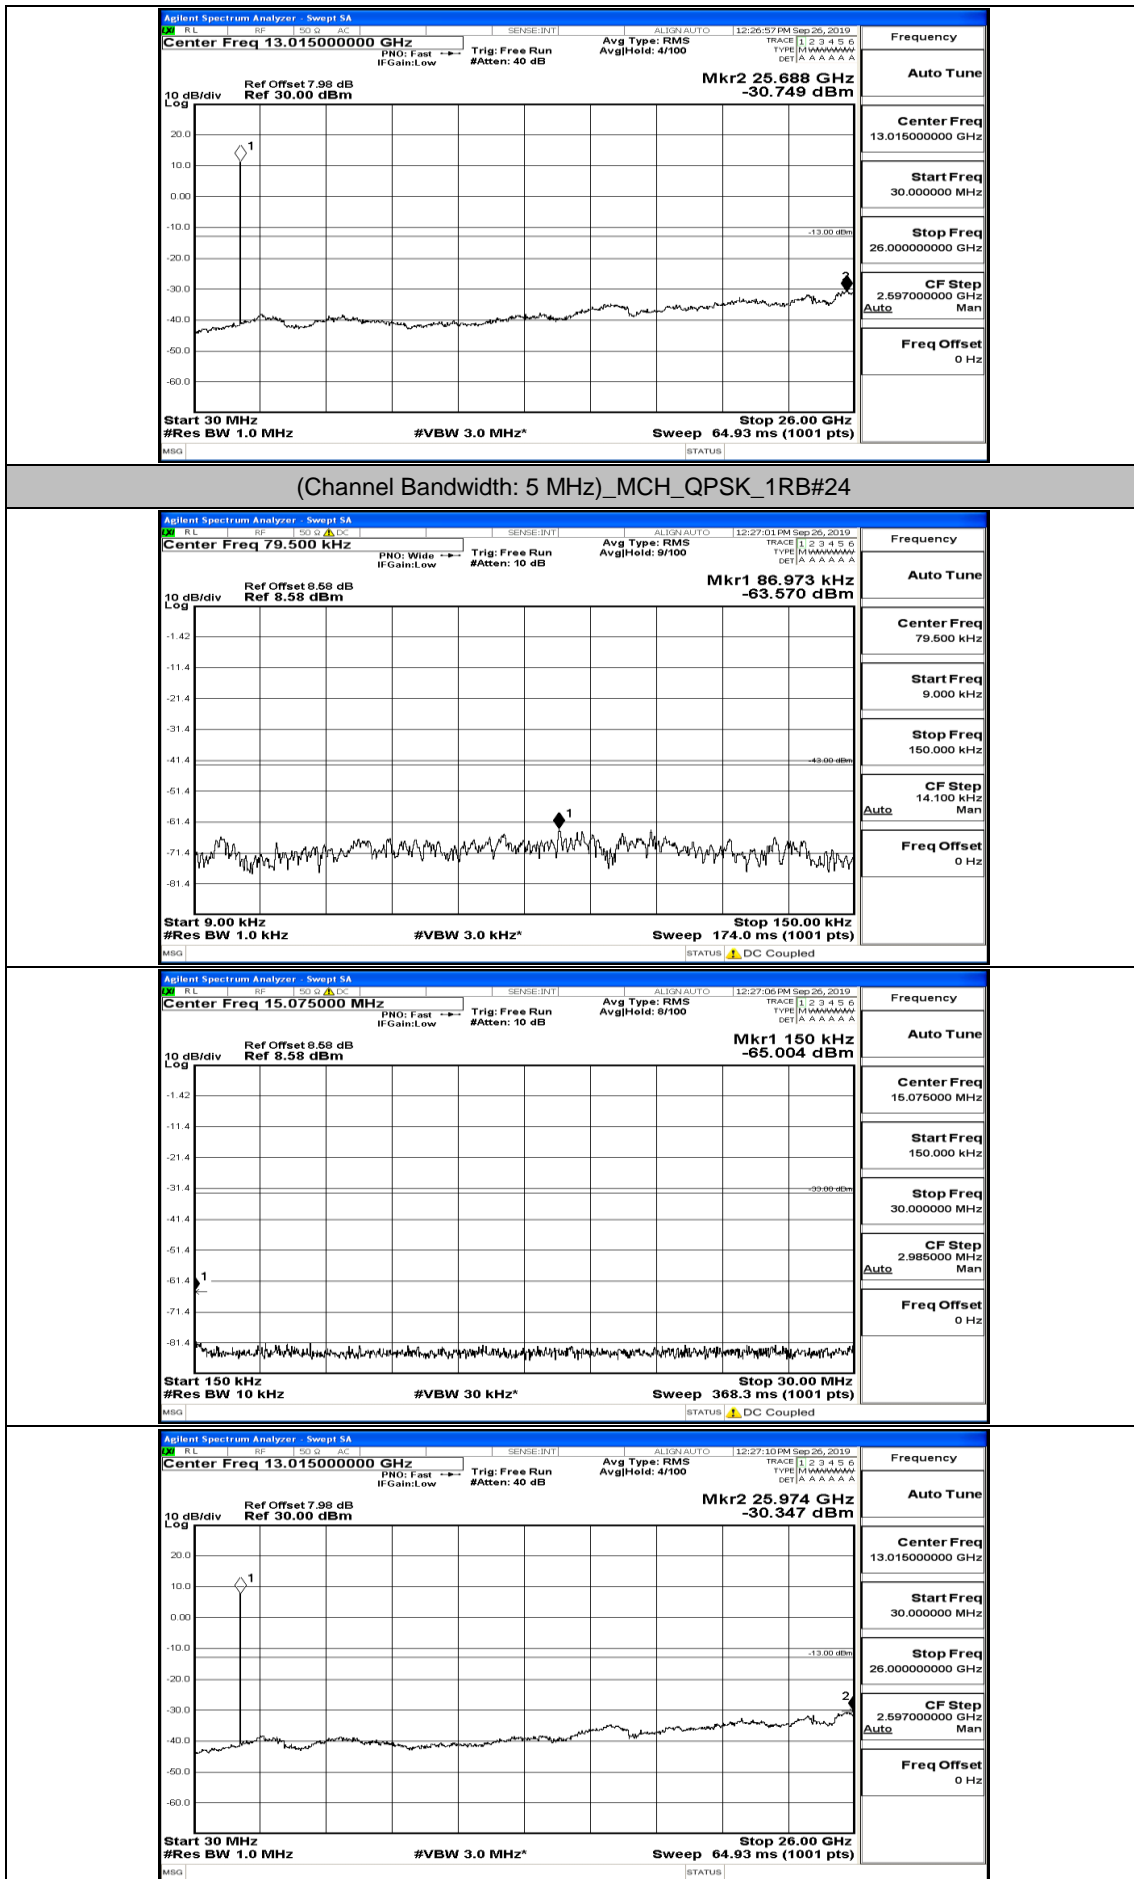 Agilent Spectrum Analyzer - Swept SA
LXI RL RF 50 Ω AC SENSE:INT ALIGN AUTO 12:26:57 PM Sep 26, 2019
Center Freq 13.015000000 GHz
PNO: Fast Trig: Free Run
IFGain:Low #Atten: 40 dB
Avg Type: RMS
Avg|Hold: 4/100
TRACE 1 2 3 4 5 6
TYPE M WWWWW
DET A A A A A A
Ref Offset 7.98 dB
10 dB/div Ref 30.00 dBm
Log
Mkr2 25.688 GHz
-30.749 dBm
20.0
10.0
0.00
-10.0
-20.0
-30.0
-40.0
-50.0
-60.0
1
-13.00 dBm
2
Start 30 MHz Stop 26.00 GHz
#Res BW 1.0 MHz #VBW 3.0 MHz* Sweep 64.93 ms (1001 pts)
MSG STATUS
Frequency
Auto Tune
Center Freq
13.015000000 GHz
Start Freq
30.000000 MHz
Stop Freq
26.000000000 GHz
CF Step
2.597000000 GHz
Auto Man
Freq Offset
0 Hz
(Channel Bandwidth: 5 MHz)_MCH_QPSK_1RB#24
Agilent Spectrum Analyzer - Swept SA
LXI RL RF 50 Ω DC SENSE:INT ALIGN AUTO 12:27:01 PM Sep 26, 2019
Center Freq 79.500 kHz
PNO: Wide Trig: Free Run
IFGain:Low #Atten: 10 dB
Avg Type: RMS
Avg|Hold: 9/100
TRACE 1 2 3 4 5 6
TYPE M WWWWW
DET A A A A A A
Ref Offset 8.58 dB
10 dB/div Ref 8.58 dBm
Log
Mkr1 86.973 kHz
-63.570 dBm
-1.42
-11.4
-21.4
-31.4
-41.4
-51.4
-61.4
-71.4
-81.4
-43.00 dBm
1
Start 9.00 kHz Stop 150.00 kHz
#Res BW 1.0 kHz #VBW 3.0 kHz* Sweep 174.0 ms (1001 pts)
MSG STATUS DC Coupled
Frequency
Auto Tune
Center Freq
79.500 kHz
Start Freq
9.000 kHz
Stop Freq
150.000 kHz
CF Step
14.100 kHz
Auto Man
Freq Offset
0 Hz
Agilent Spectrum Analyzer - Swept SA
LXI RL RF 50 Ω DC SENSE:INT ALIGN AUTO 12:27:06 PM Sep 26, 2019
Center Freq 15.075000 MHz
PNO: Fast Trig: Free Run
IFGain:Low #Atten: 10 dB
Avg Type: RMS
Avg|Hold: 8/100
TRACE 1 2 3 4 5 6
TYPE M WWWWW
DET A A A A A A
Ref Offset 8.58 dB
10 dB/div Ref 8.58 dBm
Log
Mkr1 150 kHz
-65.004 dBm
-1.42
-11.4
-21.4
-31.4
-41.4
-51.4
-61.4
-71.4
-81.4
-33.00 dBm
1
Start 150 kHz Stop 30.00 MHz
#Res BW 10 kHz #VBW 30 kHz* Sweep 368.3 ms (1001 pts)
MSG STATUS DC Coupled
Frequency
Auto Tune
Center Freq
15.075000 MHz
Start Freq
150.000 kHz
Stop Freq
30.000000 MHz
CF Step
2.985000 MHz
Auto Man
Freq Offset
0 Hz
Agilent Spectrum Analyzer - Swept SA
LXI RL RF 50 Ω AC SENSE:INT ALIGN AUTO 12:27:10 PM Sep 26, 2019
Center Freq 13.015000000 GHz
PNO: Fast Trig: Free Run
IFGain:Low #Atten: 40 dB
Avg Type: RMS
Avg|Hold: 4/100
TRACE 1 2 3 4 5 6
TYPE M WWWWW
DET A A A A A A
Ref Offset 7.98 dB
10 dB/div Ref 30.00 dBm
Log
Mkr2 25.974 GHz
-30.347 dBm
20.0
10.0
0.00
-10.0
-20.0
-30.0
-40.0
-50.0
-60.0
1
-13.00 dBm
2
Start 30 MHz Stop 26.00 GHz
#Res BW 1.0 MHz #VBW 3.0 MHz* Sweep 64.93 ms (1001 pts)
MSG STATUS
Frequency
Auto Tune
Center Freq
13.015000000 GHz
Start Freq
30.000000 MHz
Stop Freq
26.000000000 GHz
CF Step
2.597000000 GHz
Auto Man
Freq Offset
0 Hz